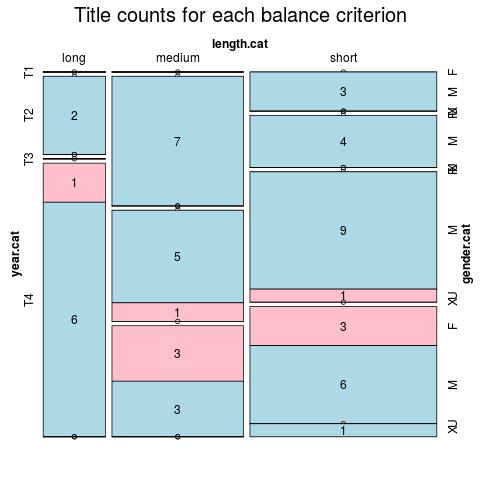 Title counts for each balance criterion
length.cat
long medium short
T1 F
3 M
2
T2
7
4 M
T3
1
5
9 M
1
1 XU
year.cat gender.cat
T4
3
3 F
6
3
6 M
1 XU